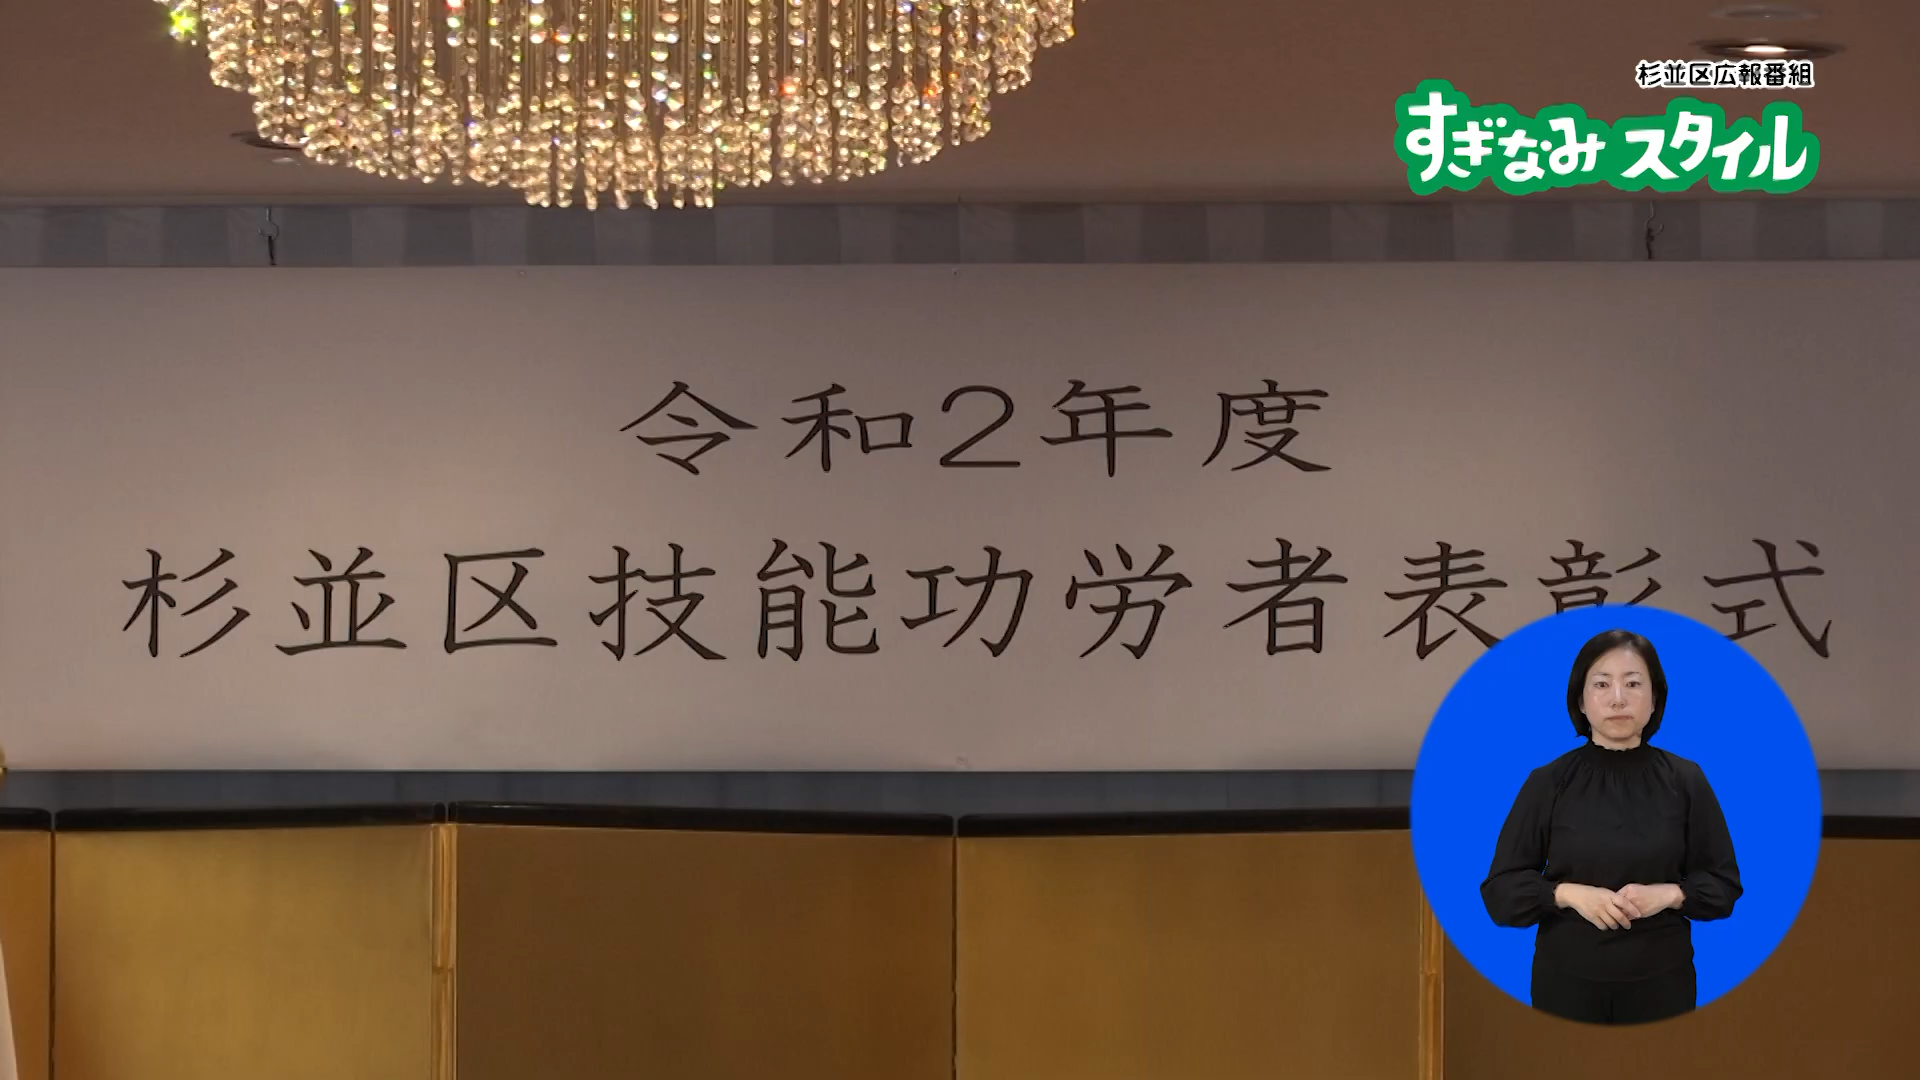 杉並区広報番組
すぎなみスタイル
令和2年度
杉並区技能功労者表彰式